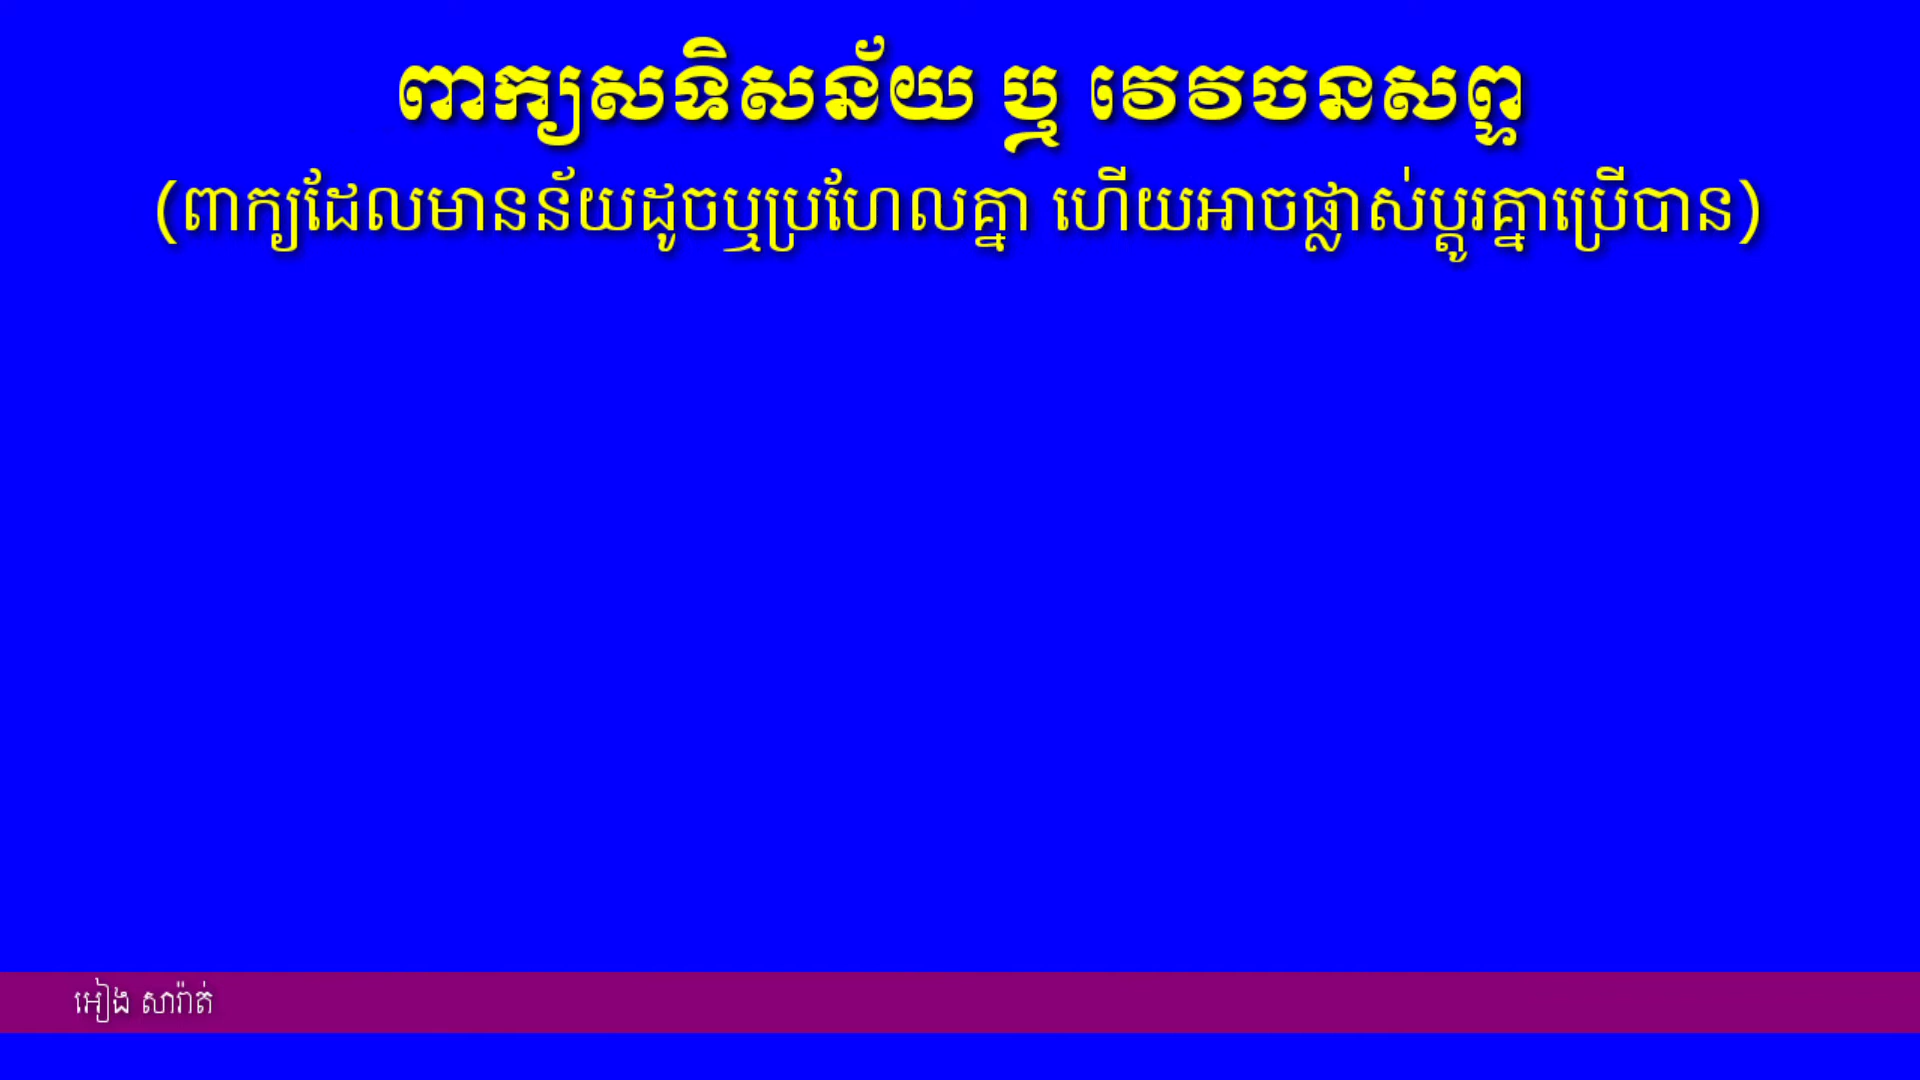 ពាក្យសទិសន័យ ឬ វេវចនសព្ទ
(ពាក្យដែលមានន័យដូចឬប្រហែលគ្នា ហើយអាចផ្លាស់ប្តូរគ្នាប្រើបាន)
អៀង សារ៉ាត់